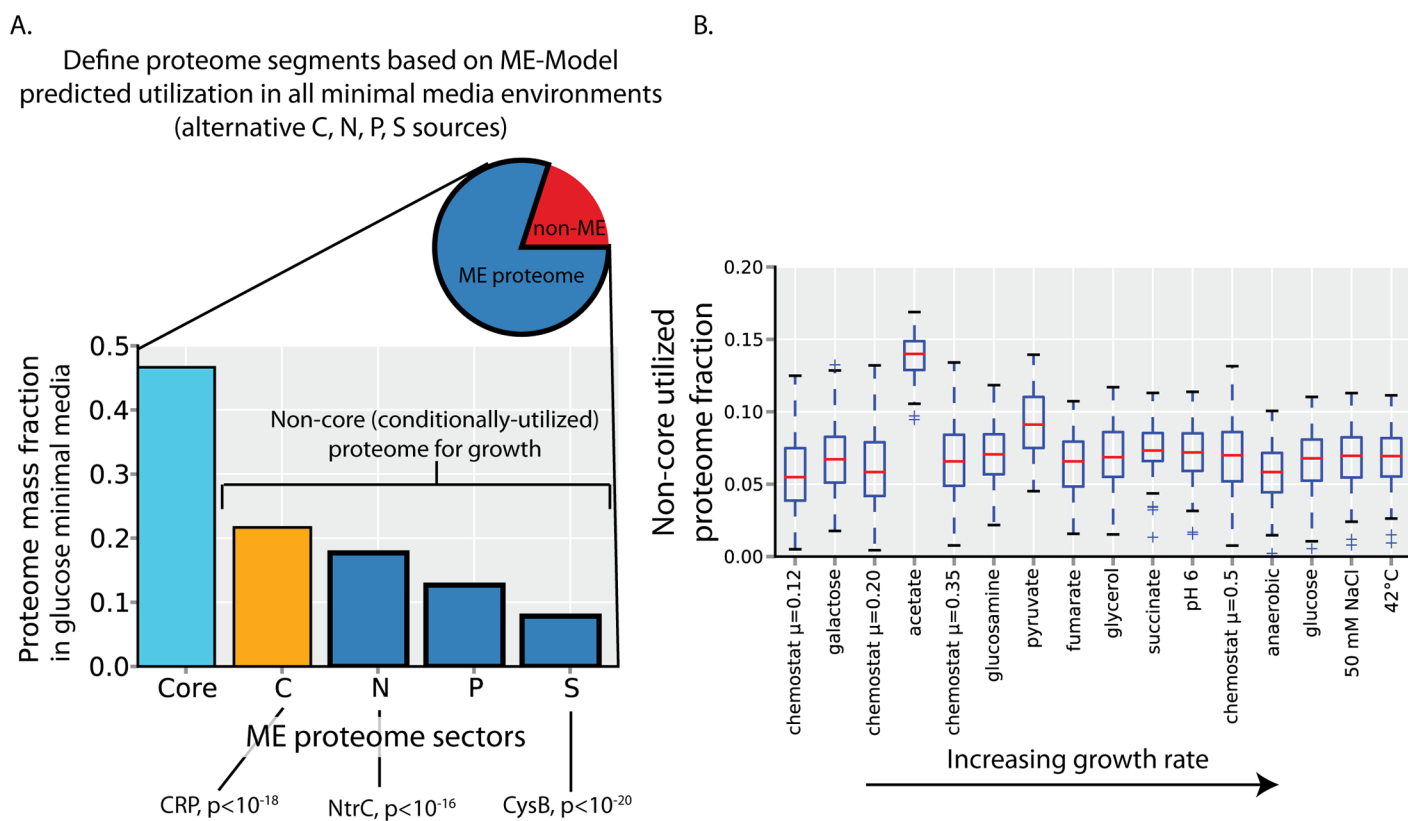 A.
Define proteome segments based on ME-Model
predicted utilization in all minimal media environments
(alternative C, N, P, S sources)
non-ME
ME proteome
Proteome mass fraction
in glucose minimal media
0.5
0.4
0.3
0.2
0.1
0.0
Non-core (conditionally-utilized)
proteome for growth
Core C N P S
ME proteome sectors
CRP, p<10⁻¹⁸ NtrC, p<10⁻¹⁶ CysB, p<10⁻²⁰
B.
Non-core utilized
proteome fraction
0.20
0.15
0.10
0.05
0.00
chemostat μ=0.12
galactose
chemostat μ=0.20
acetate
chemostat μ=0.35
glucosamine
pyruvate
fumarate
glycerol
succinate
pH 6
chemostat μ=0.5
anaerobic
glucose
50 mM NaCl
42°C
Increasing growth rate